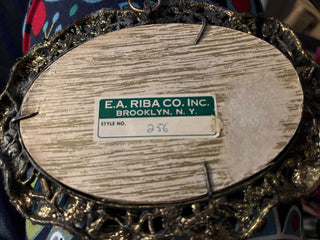 E.A. RIBA CO. INC.
BROOKLYN, N. Y.
STYLE NO. 256